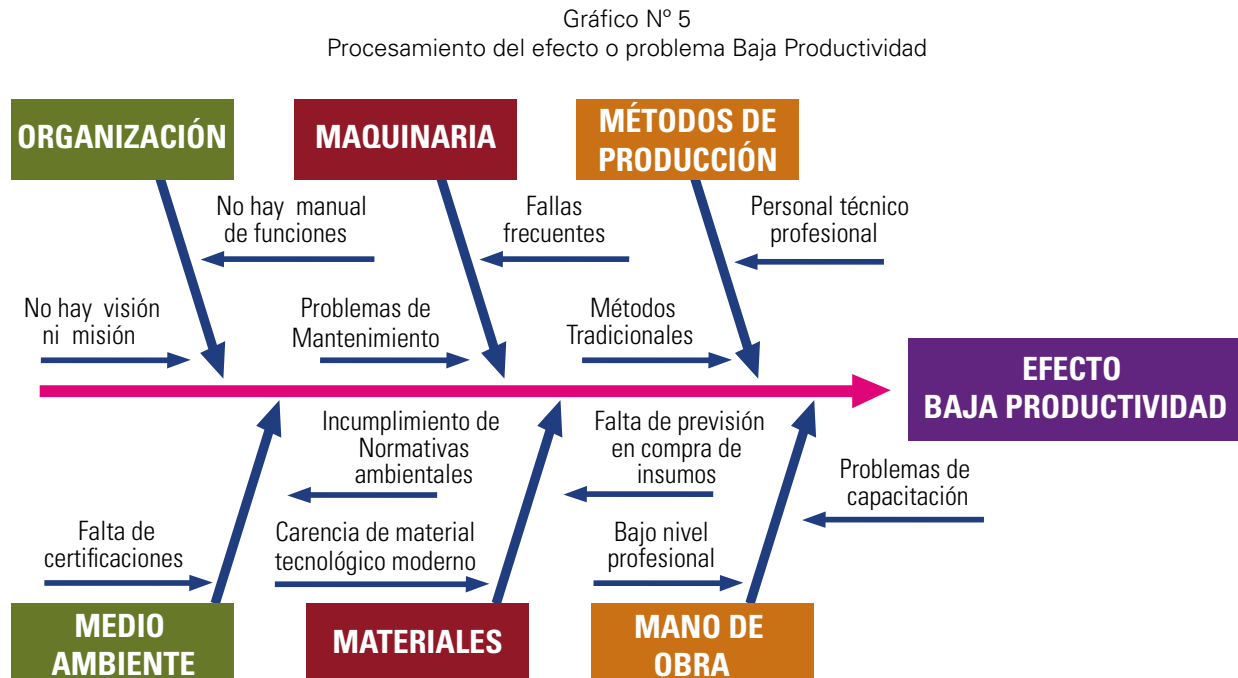 Gráfico Nº 5
Procesamiento del efecto o problema Baja Productividad
ORGANIZACIÓN
MAQUINARIA
MÉTODOS DE
PRODUCCIÓN
No hay manual
de funciones
Fallas
frecuentes
Personal técnico
profesional
No hay visión
ni misión
Problemas de
Mantenimiento
Métodos
Tradicionales
EFECTO
BAJA PRODUCTIVIDAD
Incumplimiento de
Normativas
ambientales
Falta de previsión
en compra de
insumos
Problemas de
capacitación
Falta de
certificaciones
Carencia de material
tecnológico moderno
Bajo nivel
profesional
MEDIO
AMBIENTE
MATERIALES
MANO DE
OBRA